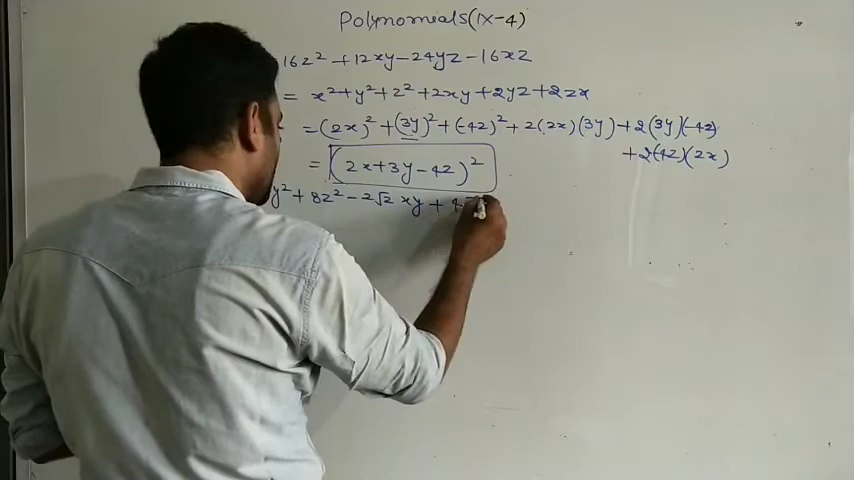 Polynomials (IX-4)
16z² + 12xy - 24yz - 16xz
= x² + y² + z² + 2xy + 2yz + 2zx
= (2x)² + (3y)² + (-4z)² + 2(2x)(3y) + 2(3y)(-4z)
+ 2(-4z)(2x)
= (2x+3y-4z)²
y² + 8z² - 2√2 xy + 4